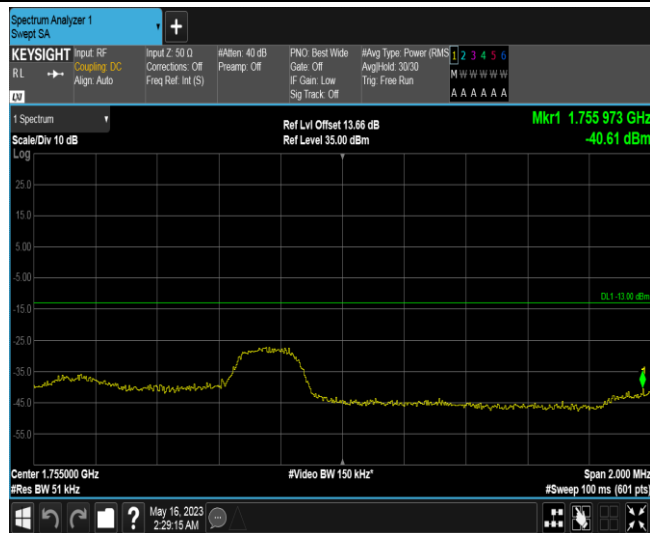 Spectrum Analyzer 1
Swept SA
+
KEYSIGHT
RL
Input: RF
Coupling: DC
Align: Auto
Input Z: 50 Ω
Corrections: Off
Freq Ref: Int (S)
#Atten: 40 dB
Preamp: Off
PNO: Best Wide
Gate: Off
IF Gain: Low
Sig Track: Off
#Avg Type: Power (RMS
Avg|Hold: 30/30
Trig: Free Run
1 2 3 4 5 6
M W W W W W
A A A A A A
LXI
1 Spectrum
Scale/Div 10 dB
Ref Lvl Offset 13.66 dB
Ref Level 35.00 dBm
Mkr1 1.755 973 GHz
-40.61 dBm
Log
25.0
15.0
5.00
-5.00
DL1 -13.00 dBm
-15.0
-25.0
-35.0
1
-45.0
-55.0
Center 1.755000 GHz
#Video BW 150 kHz*
Span 2.000 MHz
#Res BW 51 kHz
#Sweep 100 ms (601 pts)
?
May 16, 2023
2:29:15 AM